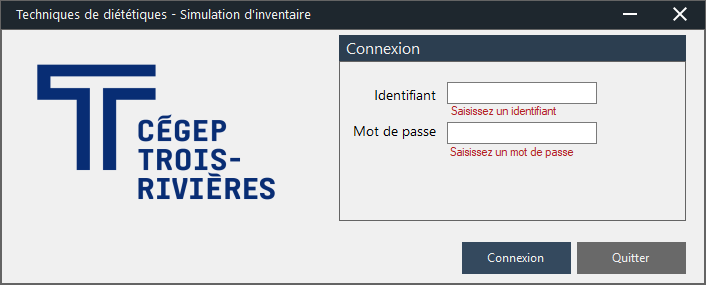 Techniques de diététiques - Simulation d'inventaire
CÉGEP
TROIS-
RIVIÈRES
Connexion
Identifiant
Saisissez un identifiant
Mot de passe
Saisissez un mot de passe
Connexion
Quitter